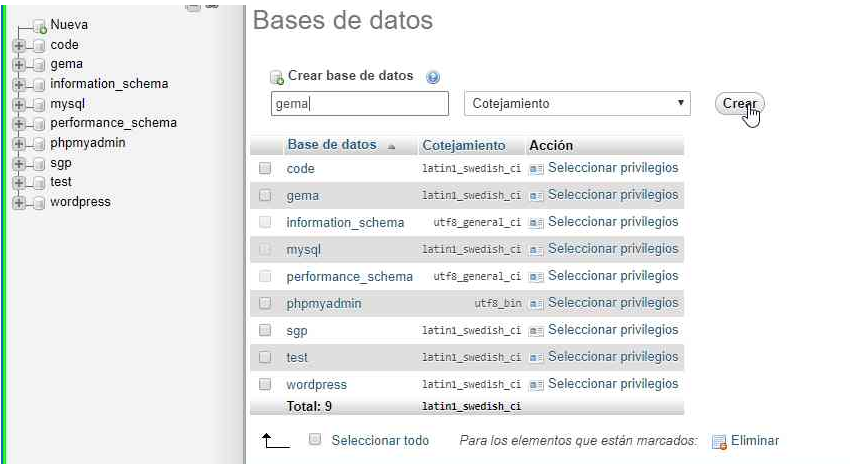 Nueva
code
gema
information_schema
mysql
performance_schema
phpmyadmin
sgp
test
wordpress
Bases de datos
Crear base de datos
gema
Cotejamiento
Crear
Base de datos Cotejamiento Acción
code latin1_swedish_ci Seleccionar privilegios
gema latin1_swedish_ci Seleccionar privilegios
information_schema utf8_general_ci Seleccionar privilegios
mysql latin1_swedish_ci Seleccionar privilegios
performance_schema utf8_general_ci Seleccionar privilegios
phpmyadmin utf8_bin Seleccionar privilegios
sgp latin1_swedish_ci Seleccionar privilegios
test latin1_swedish_ci Seleccionar privilegios
wordpress latin1_swedish_ci Seleccionar privilegios
Total: 9 latin1_swedish_ci
Seleccionar todo Para los elementos que están marcados: Eliminar